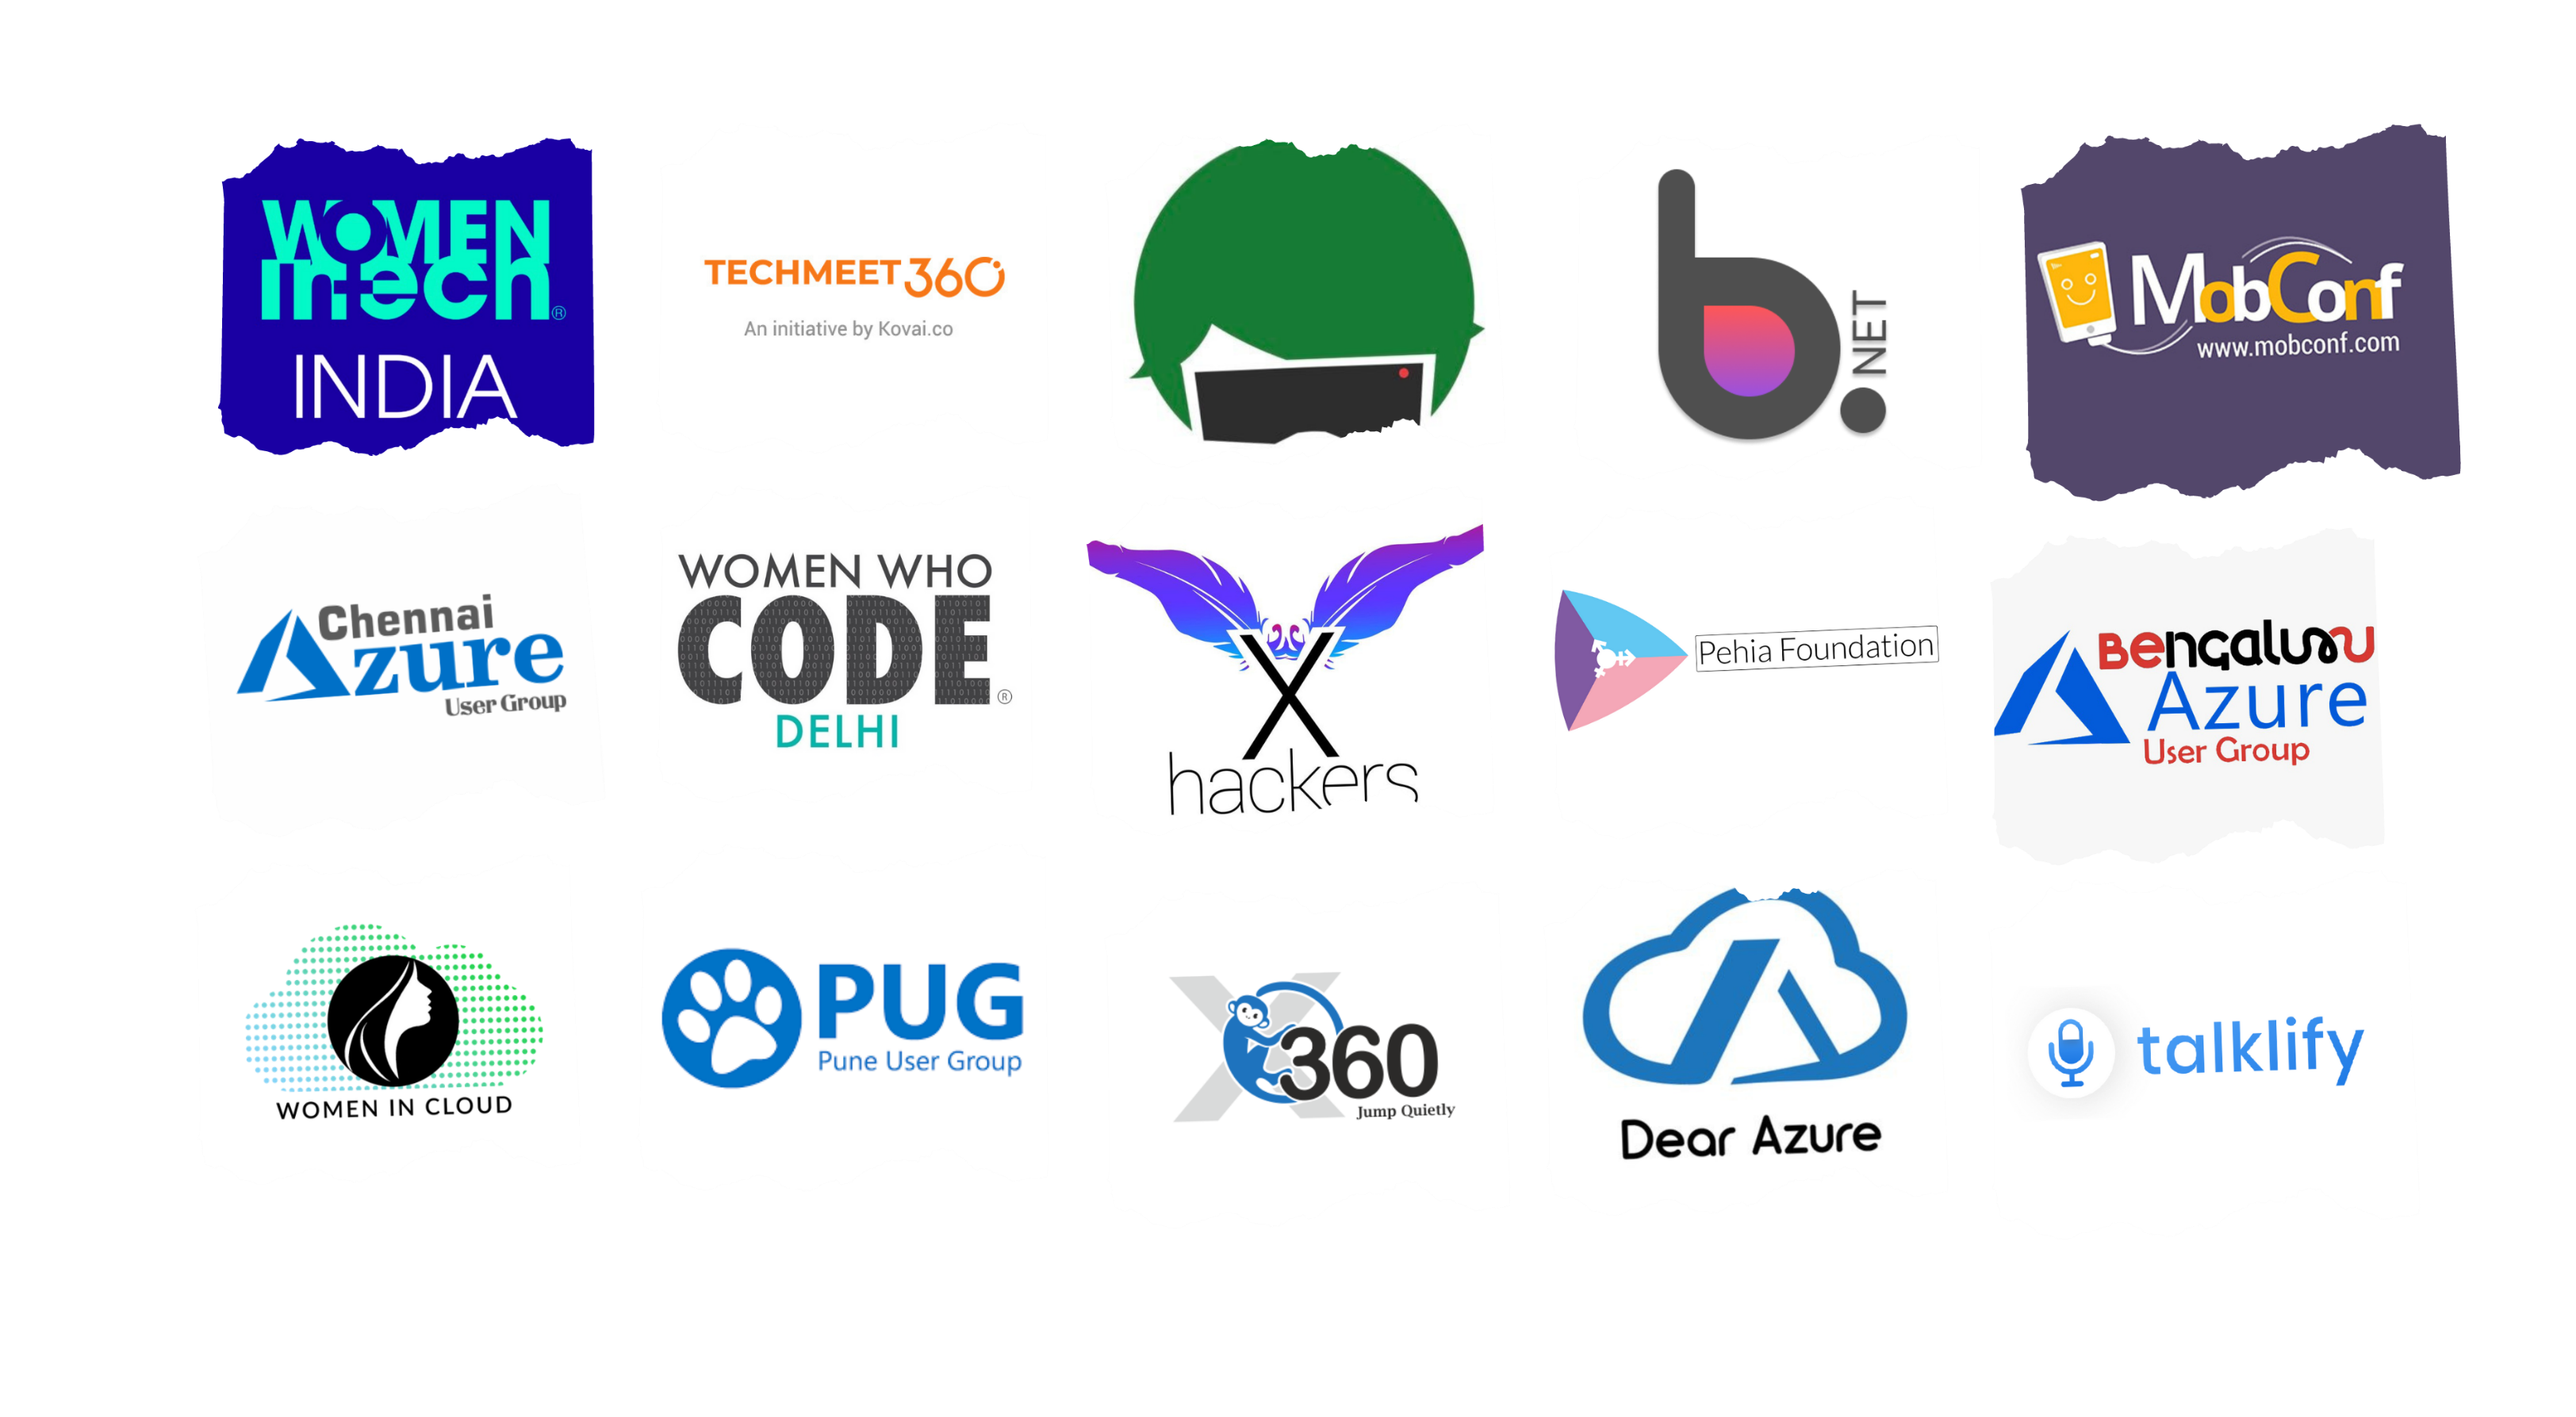 WOMEN
in tech®
INDIA
TECHMEET360
An initiative by Kovai.co
b.NET
MobConf
www.mobconf.com
Chennai
Azure
User Group
WOMEN WHO
CODE®
DELHI
X
hackers
Pehia Foundation
Bengaluru
Azure
User Group
WOMEN IN CLOUD
PUG
Pune User Group
X360
Jump Quietly
Dear Azure
talklify